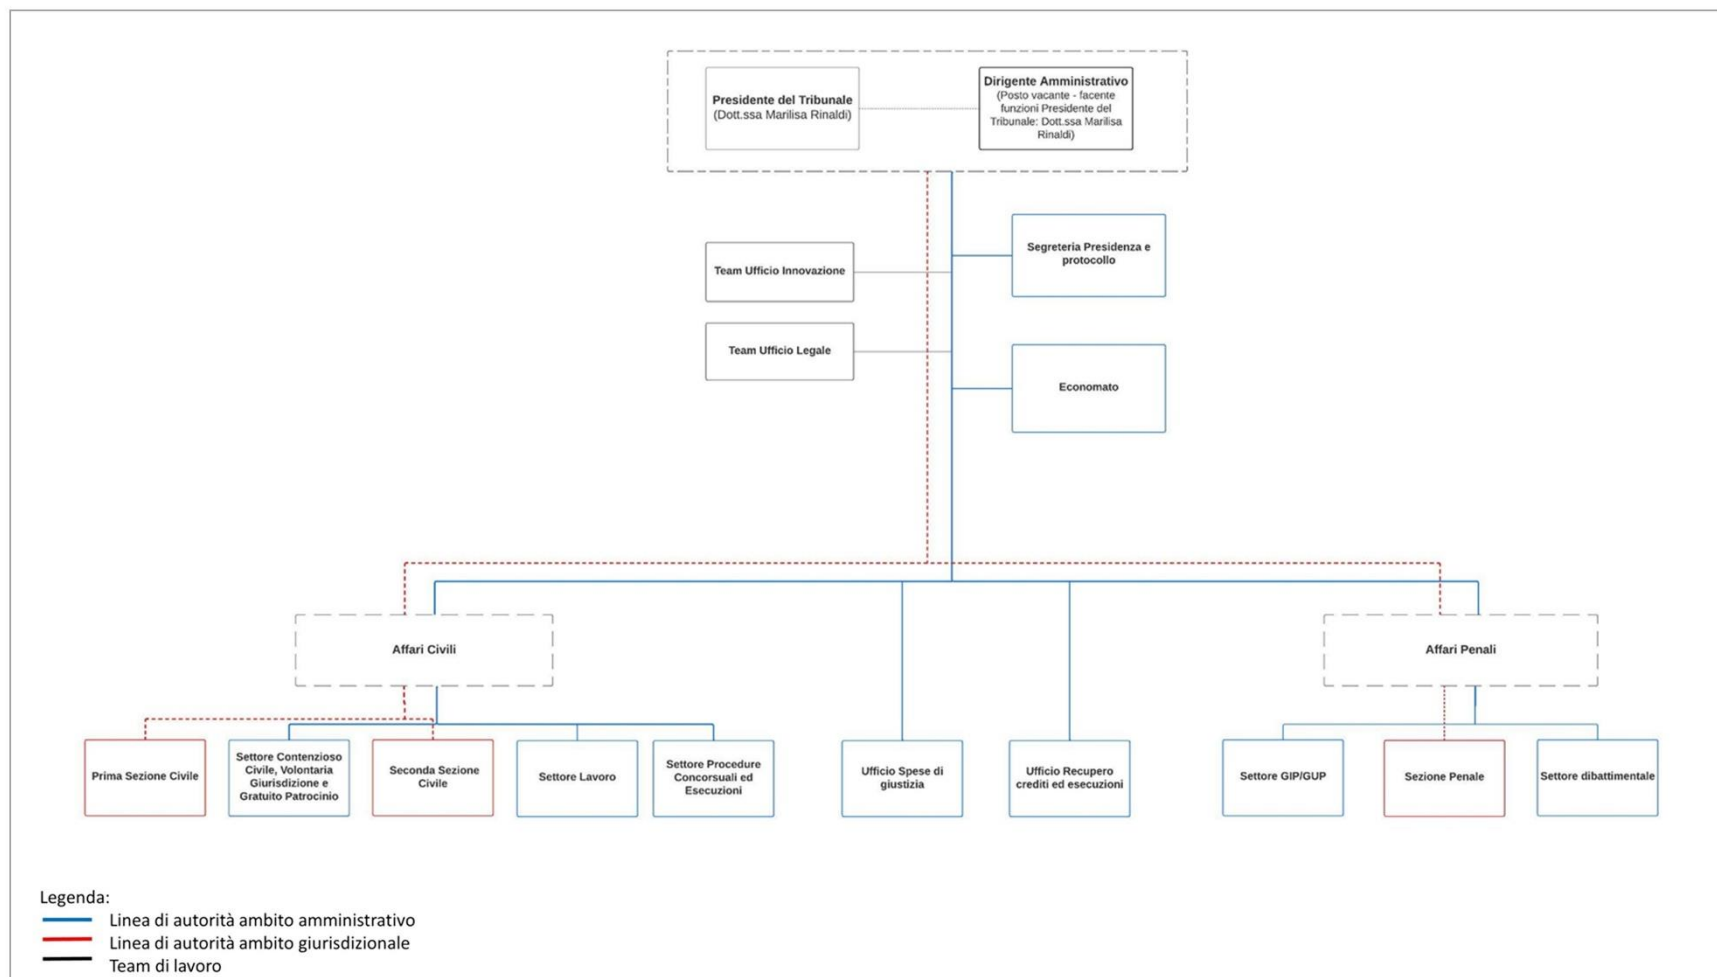 Presidente del Tribunale
(Dott.ssa Marilisa Rinaldi)
Dirigente Amministrativo
(Posto vacante - facente
funzioni Presidente del
Tribunale: Dott.ssa Marilisa
Rinaldi)
Segreteria Presidenza e
protocollo
Team Ufficio Innovazione
Team Ufficio Legale
Economato
Affari Civili
Affari Penali
Prima Sezione Civile
Settore Contenzioso
Civile, Volontaria
Giurisdizione e
Gratuito Patrocinio
Seconda Sezione
Civile
Settore Lavoro
Settore Procedure
Concorsuali ed
Esecuzioni
Ufficio Spese di
giustizia
Ufficio Recupero
crediti ed esecuzioni
Settore GIP/GUP
Sezione Penale
Settore dibattimentale
Legenda:
Linea di autorità ambito amministrativo
Linea di autorità ambito giurisdizionale
Team di lavoro